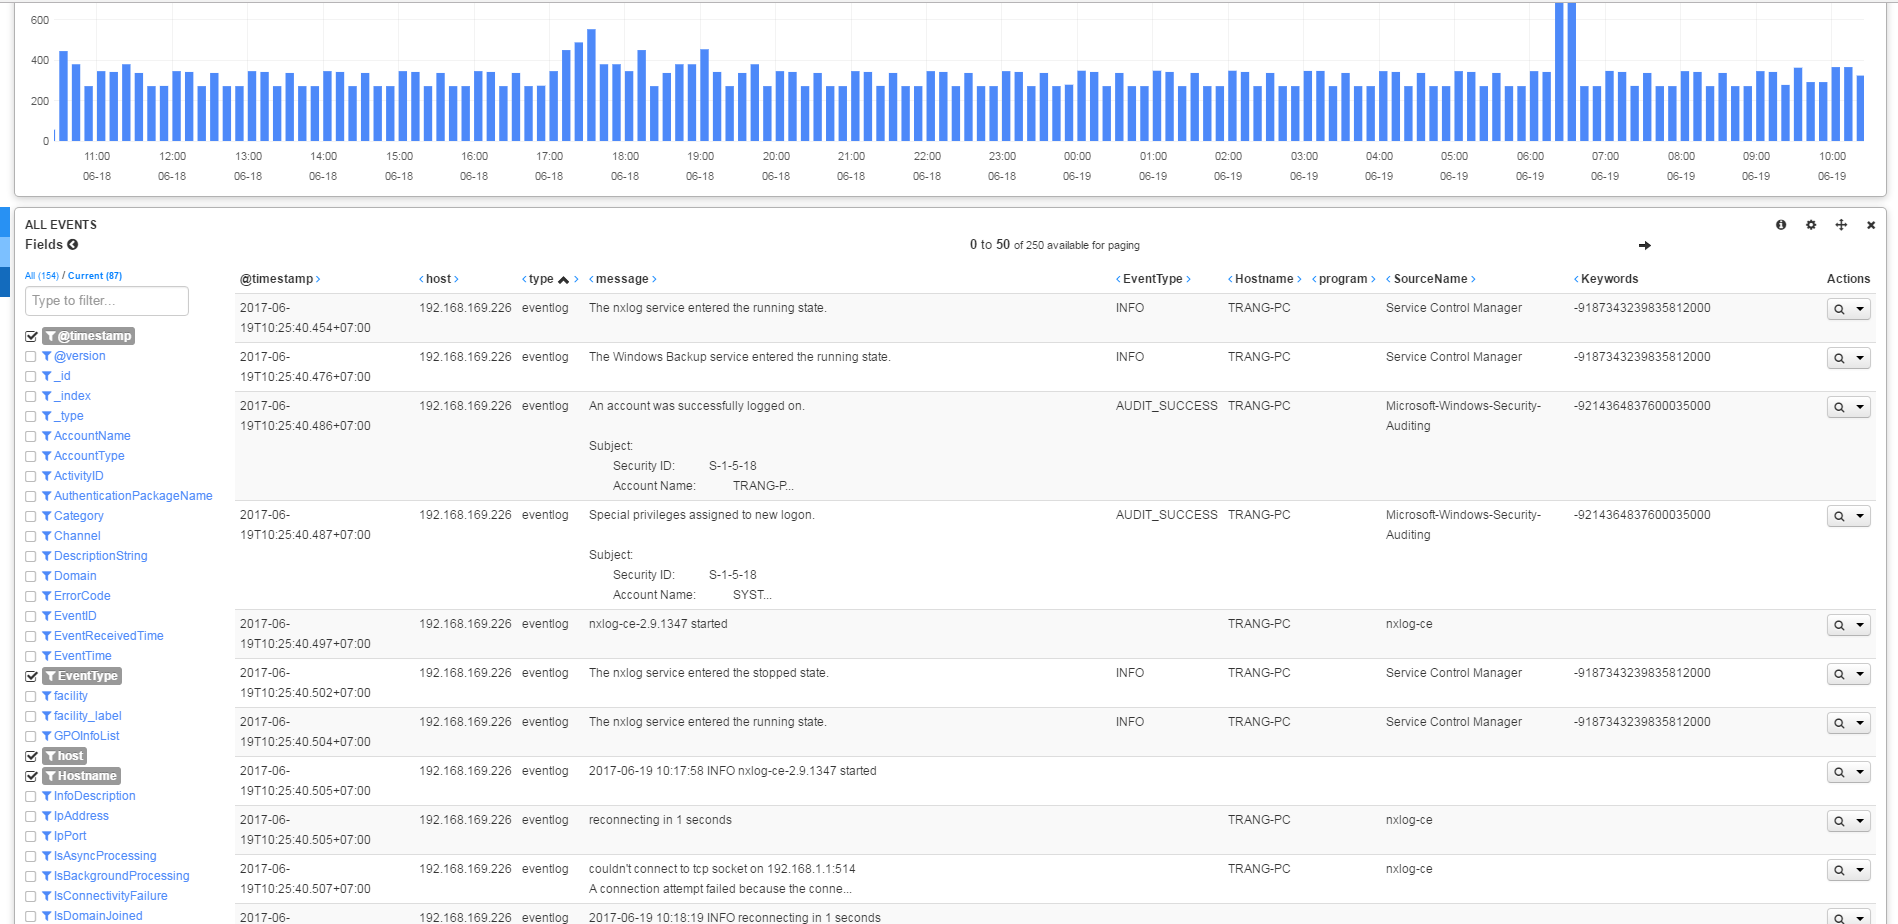 600
400
200
0
11:00 12:00 13:00 14:00 15:00 16:00 17:00 18:00 19:00 20:00 21:00 22:00 23:00 00:00 01:00 02:00 03:00 04:00 05:00 06:00 07:00 08:00 09:00 10:00
06-18 06-18 06-18 06-18 06-18 06-18 06-18 06-18 06-18 06-18 06-18 06-18 06-18 06-19 06-19 06-19 06-19 06-19 06-19 06-19 06-19 06-19 06-19 06-19
ALL EVENTS
Fields
0 to 50 of 250 available for paging
All (154) / Current (87)
Type to filter...
@timestamp
@version
_id
_index
_type
AccountName
AccountType
ActivityID
AuthenticationPackageName
Category
Channel
DescriptionString
Domain
ErrorCode
EventID
EventReceivedTime
EventTime
EventType
facility
facility_label
GPOInfoList
host
Hostname
InfoDescription
IpAddress
IpPort
IsAsyncProcessing
IsBackgroundProcessing
IsConnectivityFailure
IsDomainJoined
@timestamp host type message EventType Hostname program SourceName Keywords Actions
2017-06- 192.168.169.226 eventlog The nxlog service entered the running state. INFO TRANG-PC Service Control Manager -9187343239835812000
19T10:25:40.454+07:00
2017-06- 192.168.169.226 eventlog The Windows Backup service entered the running state. INFO TRANG-PC Service Control Manager -9187343239835812000
19T10:25:40.476+07:00
2017-06- 192.168.169.226 eventlog An account was successfully logged on. AUDIT_SUCCESS TRANG-PC Microsoft-Windows-Security- -9214364837600035000
19T10:25:40.486+07:00 Auditing
Subject:
Security ID: S-1-5-18
Account Name: TRANG-P...
2017-06- 192.168.169.226 eventlog Special privileges assigned to new logon. AUDIT_SUCCESS TRANG-PC Microsoft-Windows-Security- -9214364837600035000
19T10:25:40.487+07:00 Auditing
Subject:
Security ID: S-1-5-18
Account Name: SYST...
2017-06- 192.168.169.226 eventlog nxlog-ce-2.9.1347 started TRANG-PC nxlog-ce
19T10:25:40.497+07:00
2017-06- 192.168.169.226 eventlog The nxlog service entered the stopped state. INFO TRANG-PC Service Control Manager -9187343239835812000
19T10:25:40.502+07:00
2017-06- 192.168.169.226 eventlog The nxlog service entered the running state. INFO TRANG-PC Service Control Manager -9187343239835812000
19T10:25:40.504+07:00
2017-06- 192.168.169.226 eventlog 2017-06-19 10:17:58 INFO nxlog-ce-2.9.1347 started
19T10:25:40.505+07:00
2017-06- 192.168.169.226 eventlog reconnecting in 1 seconds TRANG-PC nxlog-ce
19T10:25:40.505+07:00
2017-06- 192.168.169.226 eventlog couldn't connect to tcp socket on 192.168.1.1:514 TRANG-PC nxlog-ce
19T10:25:40.507+07:00 A connection attempt failed because the conne...
2017-06- 192.168.169.226 eventlog 2017-06-19 10:18:19 INFO reconnecting in 1 seconds